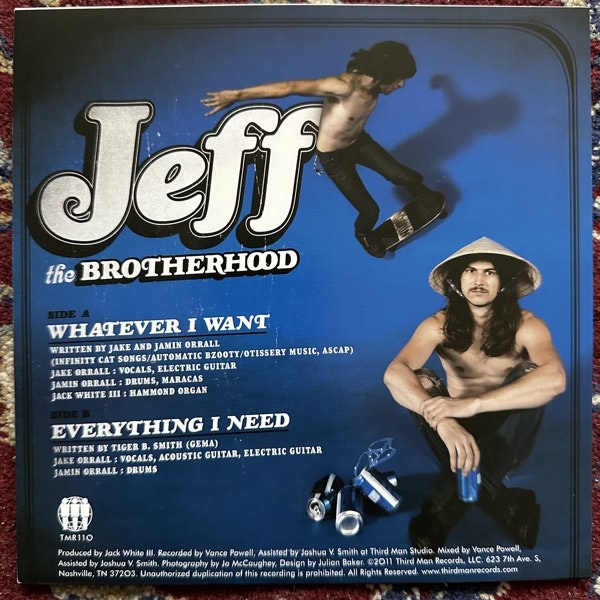 Jeff
the BROTHERHOOD
SIDE A
WHATEVER I WANT
WRITTEN BY JAKE AND JAMIN ORRALL
(INFINITY CAT SONGS/AUTOMATIC BZOOTY/OTISSERY MUSIC, ASCAP)
JAKE ORRALL : VOCALS, ELECTRIC GUITAR
JAMIN ORRALL : DRUMS, MARACAS
JACK WHITE III : HAMMOND ORGAN
SIDE B
EVERYTHING I NEED
WRITTEN BY TIGER B. SMITH (GEMA)
JAKE ORRALL : VOCALS, ACOUSTIC GUITAR, ELECTRIC GUITAR
JAMIN ORRALL : DRUMS
TMR110
Produced by Jack White III. Recorded by Vance Powell, Assisted by Joshua V. Smith at Third Man Studio. Mixed by Vance Powell,
Assisted by Joshua V. Smith. Photography by Jo McCaughey, Design by Julian Baker. ©2011 Third Man Records, LLC. 623 7th Ave. S,
Nashville, TN 37203. Unauthorized duplication of this recording is prohibited. All Rights Reserved. www.thirdmanrecords.com